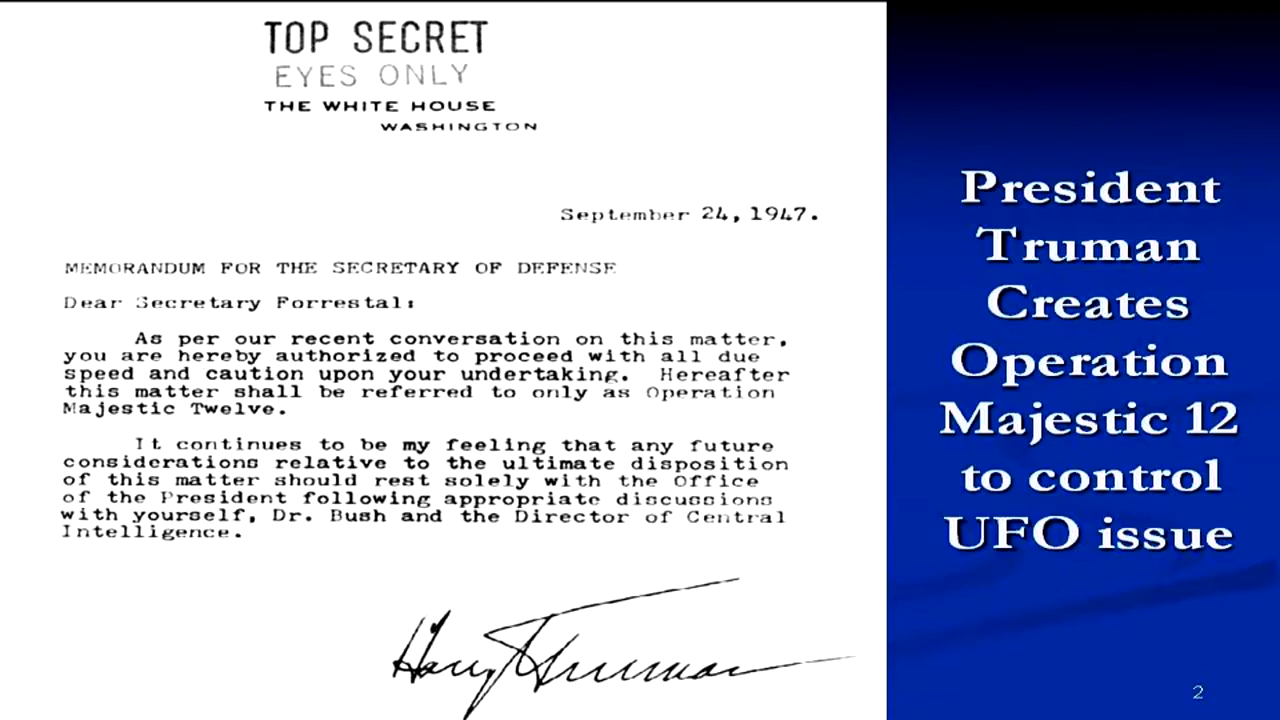 TOP SECRET
EYES ONLY
THE WHITE HOUSE
WASHINGTON
September 24, 1947.
MEMORANDUM FOR THE SECRETARY OF DEFENSE
Dear Secretary Forrestal:
As per our recent conversation on this matter,
you are hereby authorized to proceed with all due
speed and caution upon your undertaking. Hereafter
this matter shall be referred to only as Operation
Majestic Twelve.
It continues to be my feeling that any future
considerations relative to the ultimate disposition
of this matter should rest solely with the Office
of the President following appropriate discussions
with yourself, Dr. Bush and the Director of Central
Intelligence.
Harry Truman
President
Truman
Creates
Operation
Majestic 12
to control
UFO issue
2